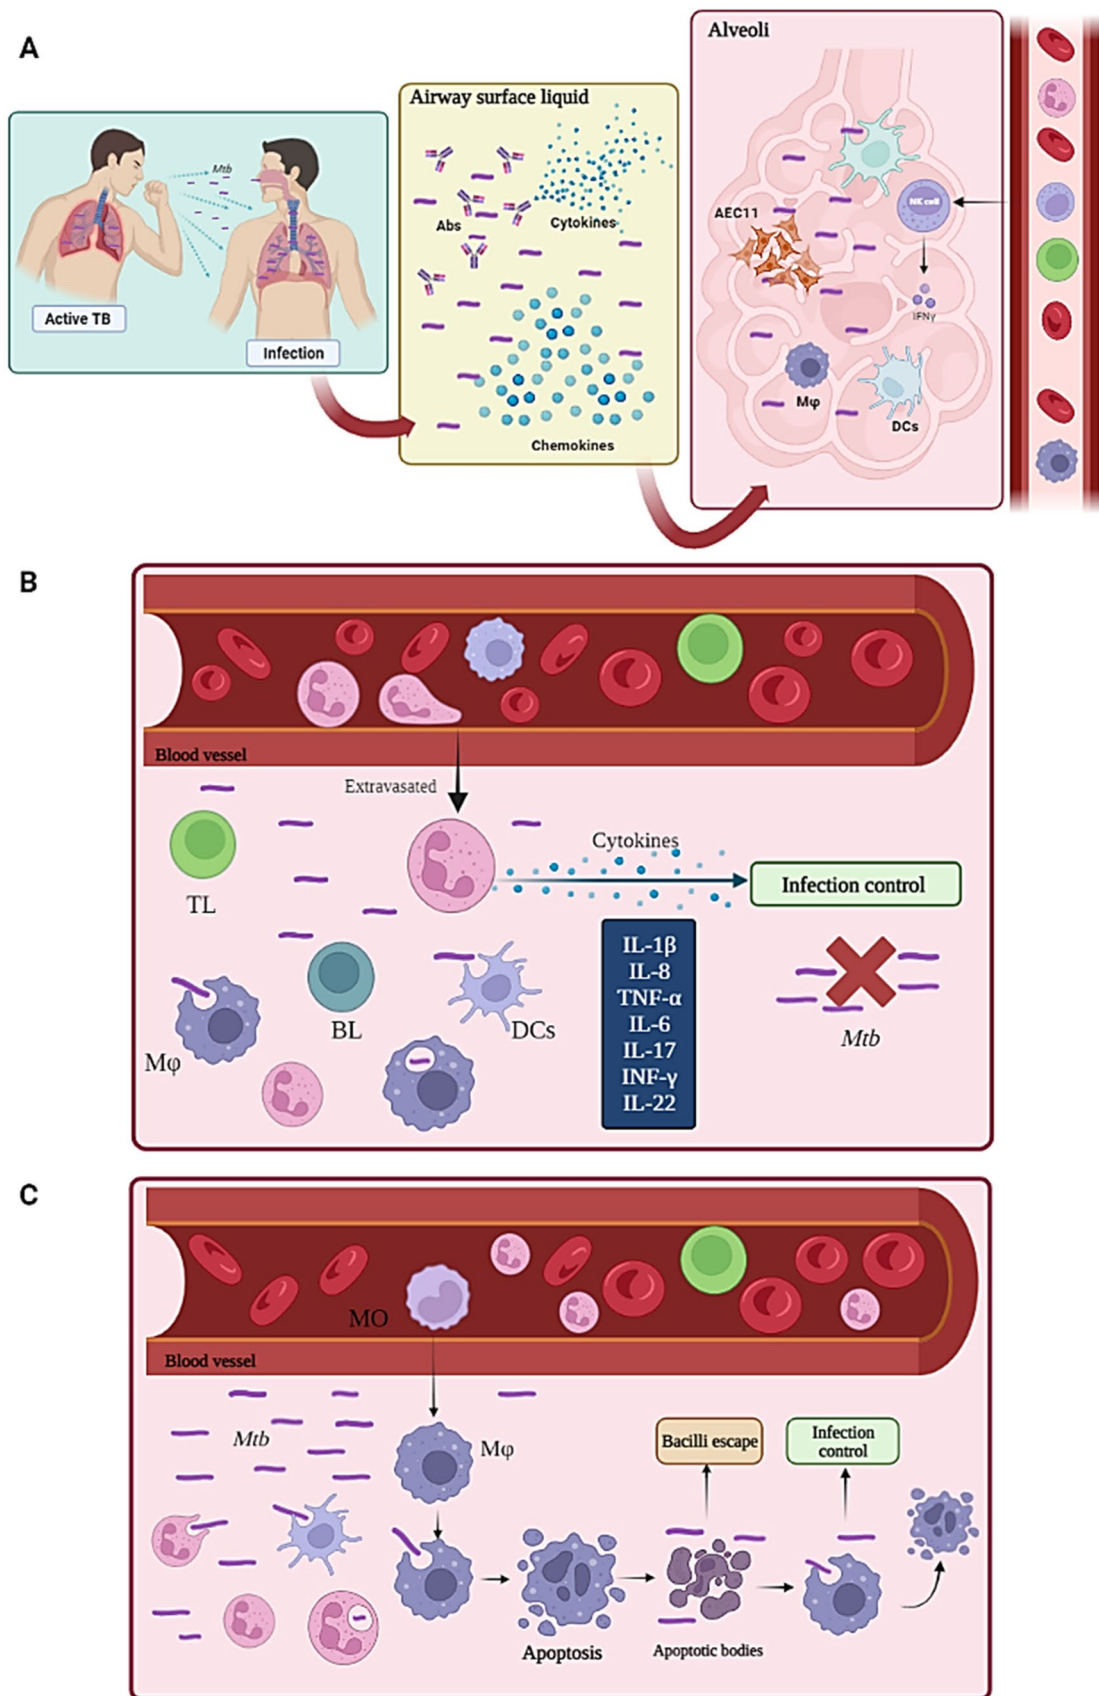 A
Mtb
Active TB
Infection
Airway surface liquid
Abs
Cytokines
Chemokines
Alveoli
NK cell
AEC11
IFNγ
Mφ
DCs
B
Blood vessel
Extravasated
Cytokines
Infection control
TL
IL-1β
IL-8
TNF-α
IL-6
IL-17
INF-γ
IL-22
BL
DCs
Mφ
Mtb
C
MO
Blood vessel
Mtb
Mφ
Bacilli escape
Infection
control
Apoptosis
Apoptotic bodies